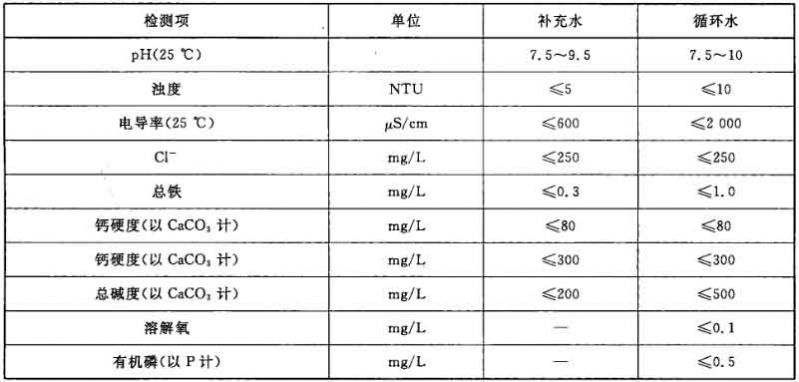 检测项 单位 补充水 循环水
pH(25 ℃) 7.5～9.5 7.5～10
浊度 NTU ≤5 ≤10
电导率(25 ℃) μS/cm ≤600 ≤2 000
Cl⁻ mg/L ≤250 ≤250
总铁 mg/L ≤0.3 ≤1.0
钙硬度(以 CaCO₃ 计) mg/L ≤80 ≤80
钙硬度(以 CaCO₃ 计) mg/L ≤300 ≤300
总碱度(以 CaCO₃ 计) mg/L ≤200 ≤500
溶解氧 mg/L — ≤0.1
有机磷(以 P 计) mg/L — ≤0.5